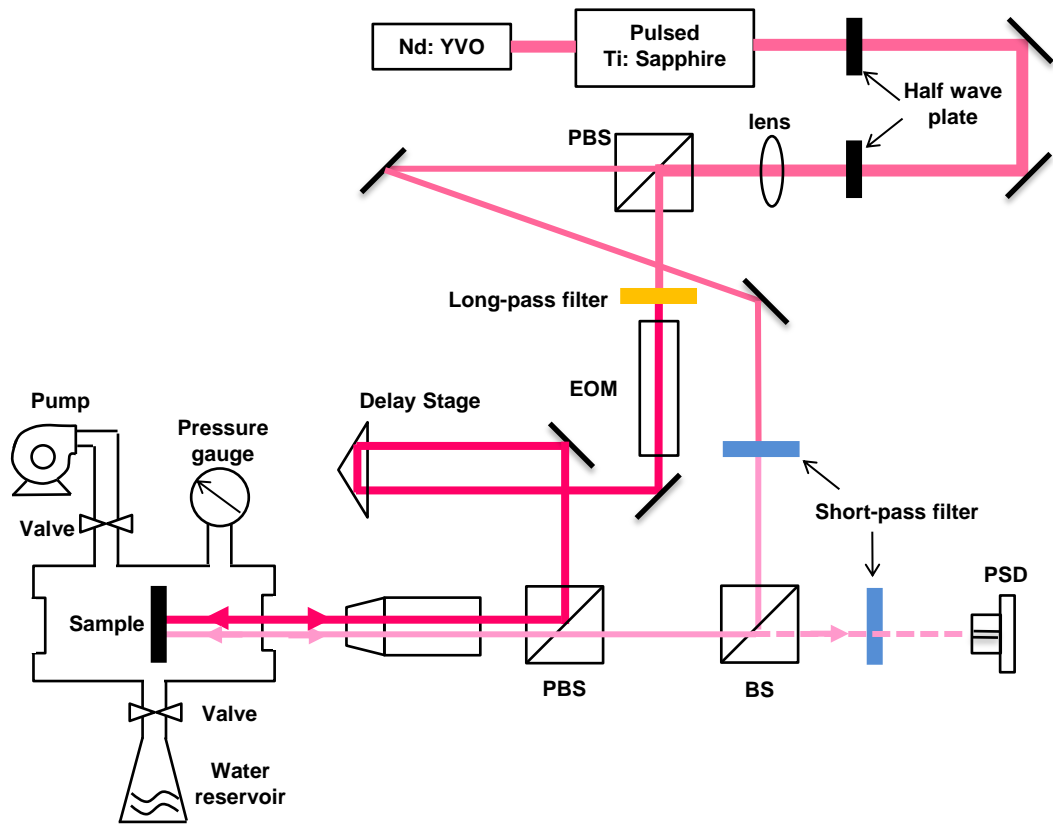 Nd: YVO
Pulsed
Ti: Sapphire
Half wave
plate
PBS
lens
Long-pass filter
EOM
Delay Stage
Pump
Pressure
gauge
Valve
Short-pass filter
PSD
Sample
PBS
BS
Valve
Water
reservoir